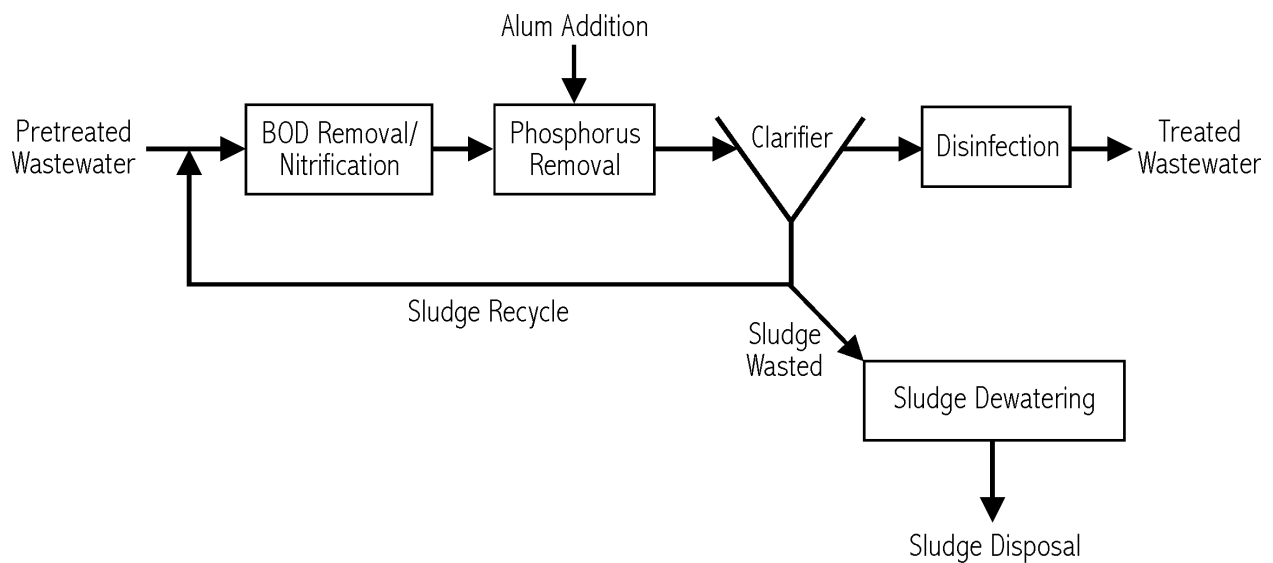 Alum Addition
Pretreated
Wastewater
BOD Removal/
Nitrification
Phosphorus
Removal
Clarifier
Disinfection
Treated
Wastewater
Sludge Recycle
Sludge
Wasted
Sludge Dewatering
Sludge Disposal